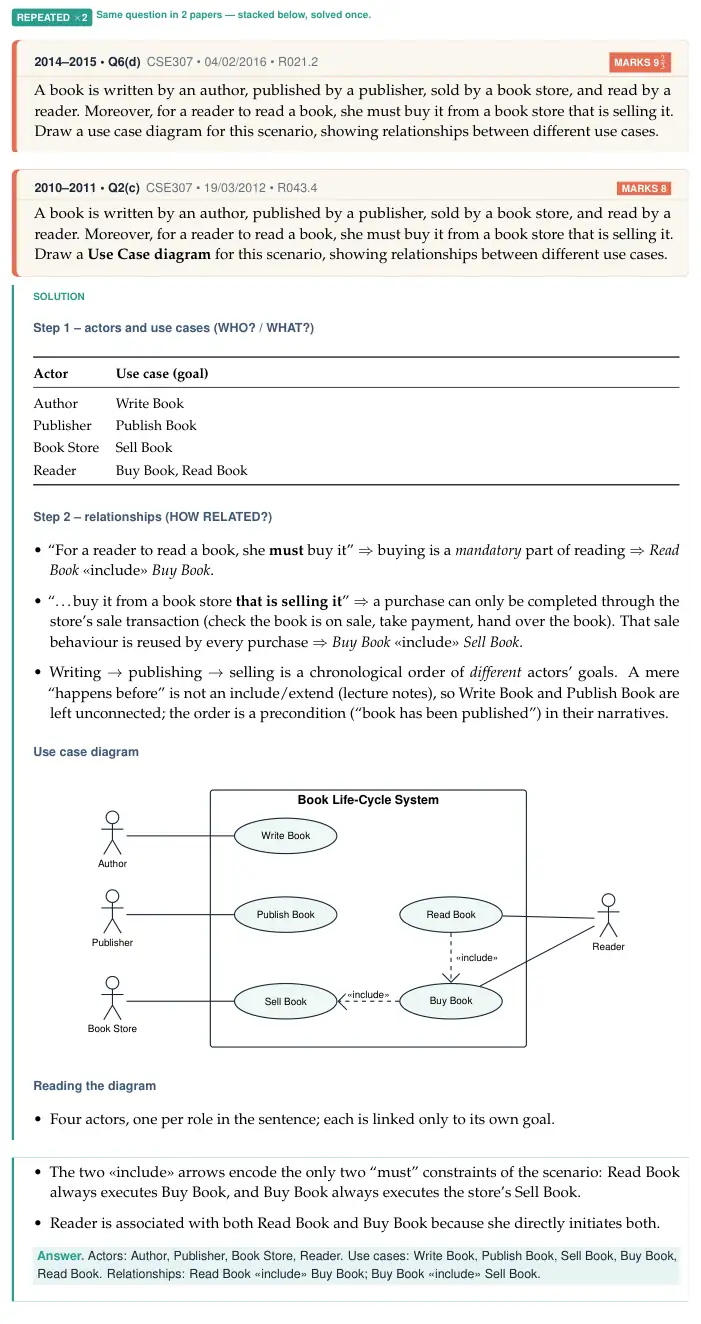 REPEATED ×2 Same question in 2 papers — stacked below, solved once.
2014–2015 • Q6(d) CSE307 • 04/02/2016 • R021.2 MARKS 9
A book is written by an author, published by a publisher, sold by a book store, and read by a
reader. Moreover, for a reader to read a book, she must buy it from a book store that is selling it.
Draw a use case diagram for this scenario, showing relationships between different use cases.
2010–2011 • Q2(c) CSE307 • 19/03/2012 • R043.4 MARKS 8
A book is written by an author, published by a publisher, sold by a book store, and read by a
reader. Moreover, for a reader to read a book, she must buy it from a book store that is selling it.
Draw a Use Case diagram for this scenario, showing relationships between different use cases.
SOLUTION
Step 1 – actors and use cases (WHO? / WHAT?)
Actor Use case (goal)
Author Write Book
Publisher Publish Book
Book Store Sell Book
Reader Buy Book, Read Book
Step 2 – relationships (HOW RELATED?)
• “For a reader to read a book, she must buy it” ⇒ buying is a mandatory part of reading ⇒ Read
Book «include» Buy Book.
• “…buy it from a book store that is selling it” ⇒ a purchase can only be completed through the
store’s sale transaction (check the book is on sale, take payment, hand over the book). That sale
behaviour is reused by every purchase ⇒ Buy Book «include» Sell Book.
• Writing → publishing → selling is a chronological order of different actors’ goals. A mere
“happens before” is not an include/extend (lecture notes), so Write Book and Publish Book are
left unconnected; the order is a precondition (“book has been published”) in their narratives.
Use case diagram
Book Life-Cycle System
Write Book
Author
Publish Book
Read Book
Publisher
Reader
«include»
Sell Book
«include»
Buy Book
Book Store
Reading the diagram
• Four actors, one per role in the sentence; each is linked only to its own goal.
• The two «include» arrows encode the only two “must” constraints of the scenario: Read Book
always executes Buy Book, and Buy Book always executes the store’s Sell Book.
• Reader is associated with both Read Book and Buy Book because she directly initiates both.
Answer. Actors: Author, Publisher, Book Store, Reader. Use cases: Write Book, Publish Book, Sell Book, Buy Book,
Read Book. Relationships: Read Book «include» Buy Book; Buy Book «include» Sell Book.